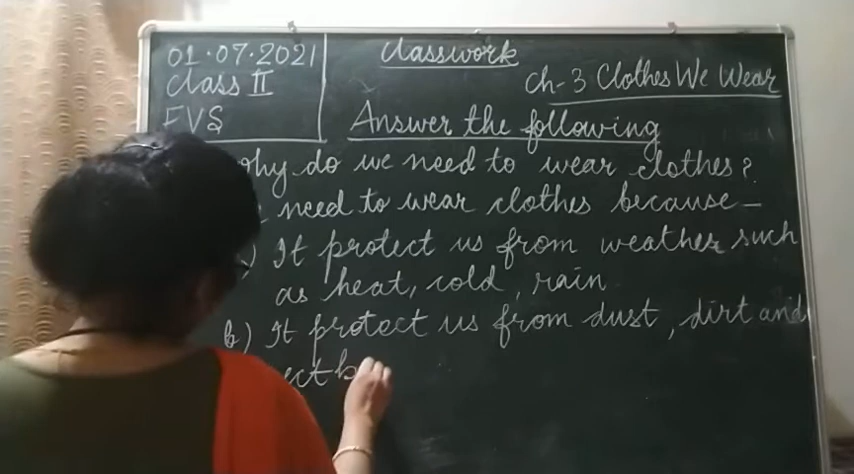 01.07.2021
Class II
EVS
Classwork
Ch-3 Clothes We Wear
Answer the following
why do we need to wear clothes?
need to wear clothes because –
) It protect us from weather such
as heat, cold, rain
b) It protect us from dust, dirt and